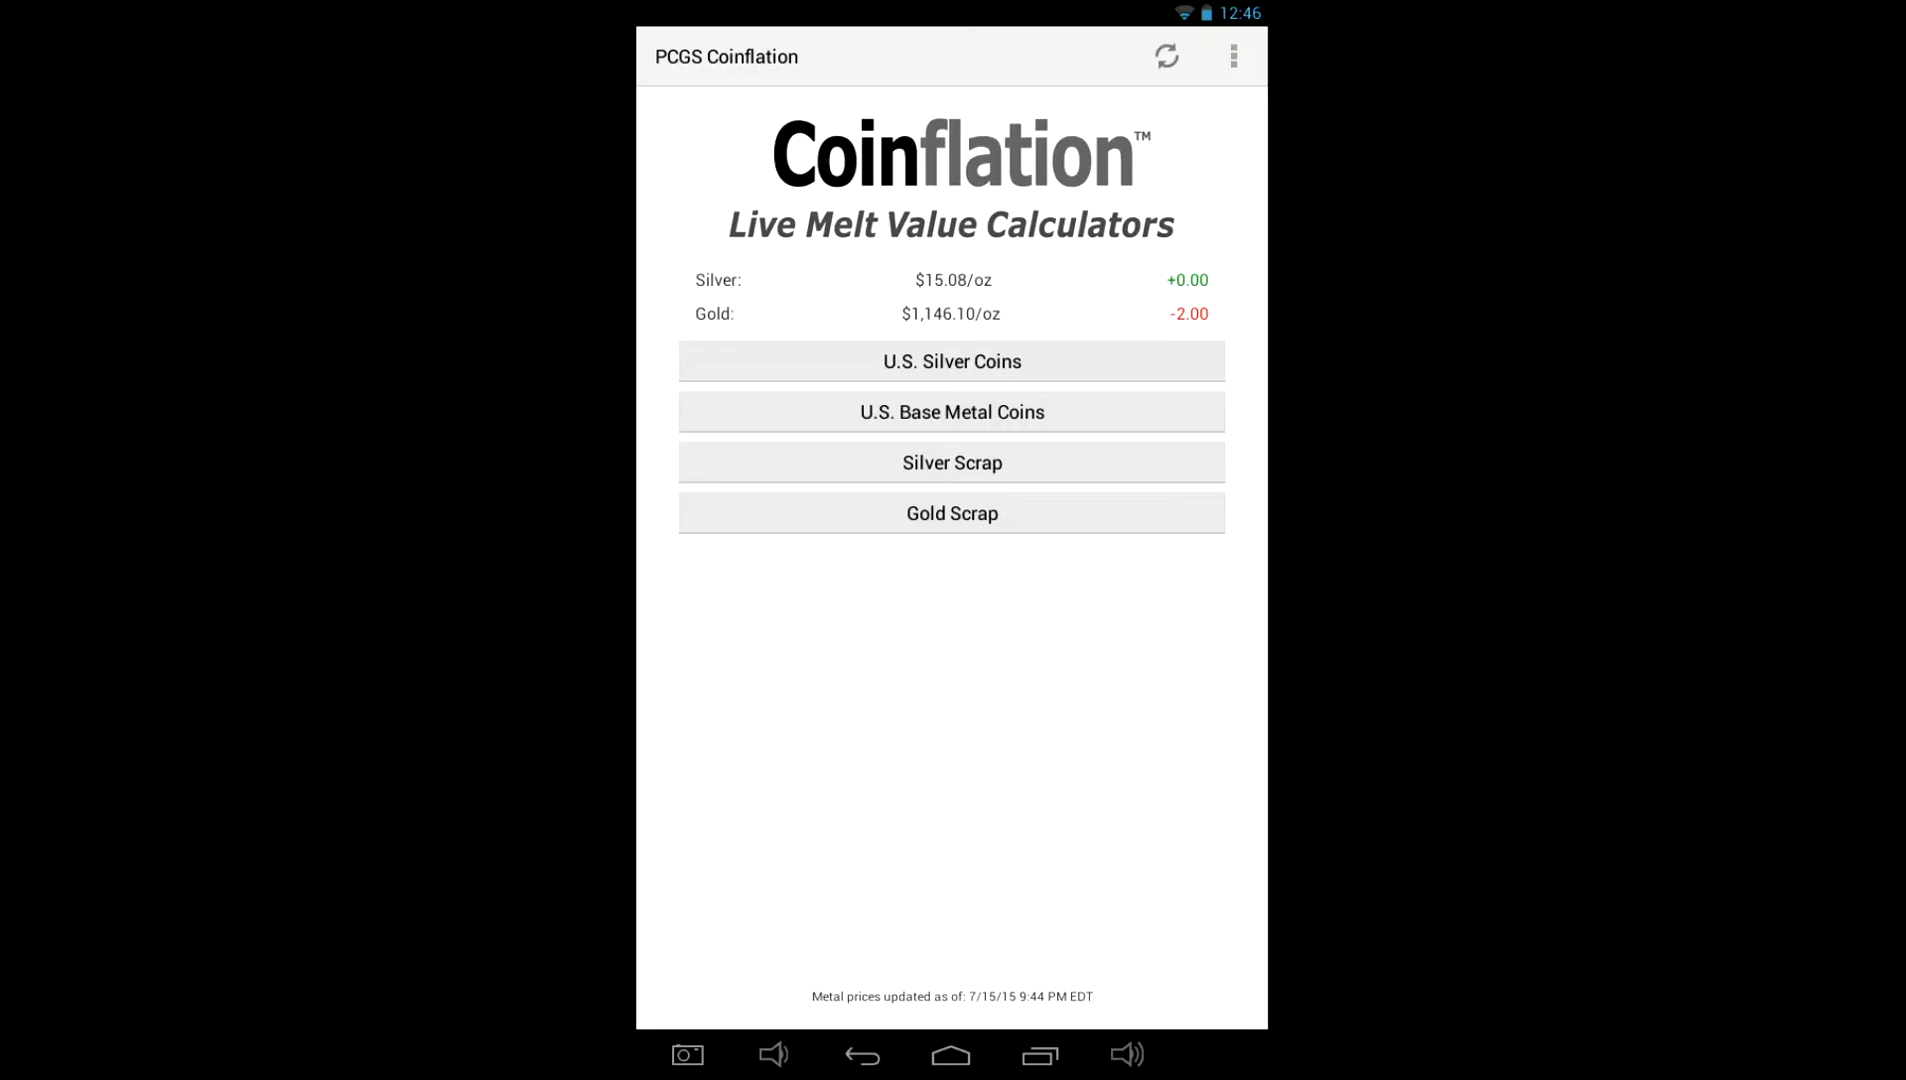 12:46
PCGS Coinflation
Coinflation™
Live Melt Value Calculators
Silver: $15.08/oz +0.00
Gold: $1,146.10/oz -2.00
U.S. Silver Coins
U.S. Base Metal Coins
Silver Scrap
Gold Scrap
Metal prices updated as of: 7/15/15 9:44 PM EDT